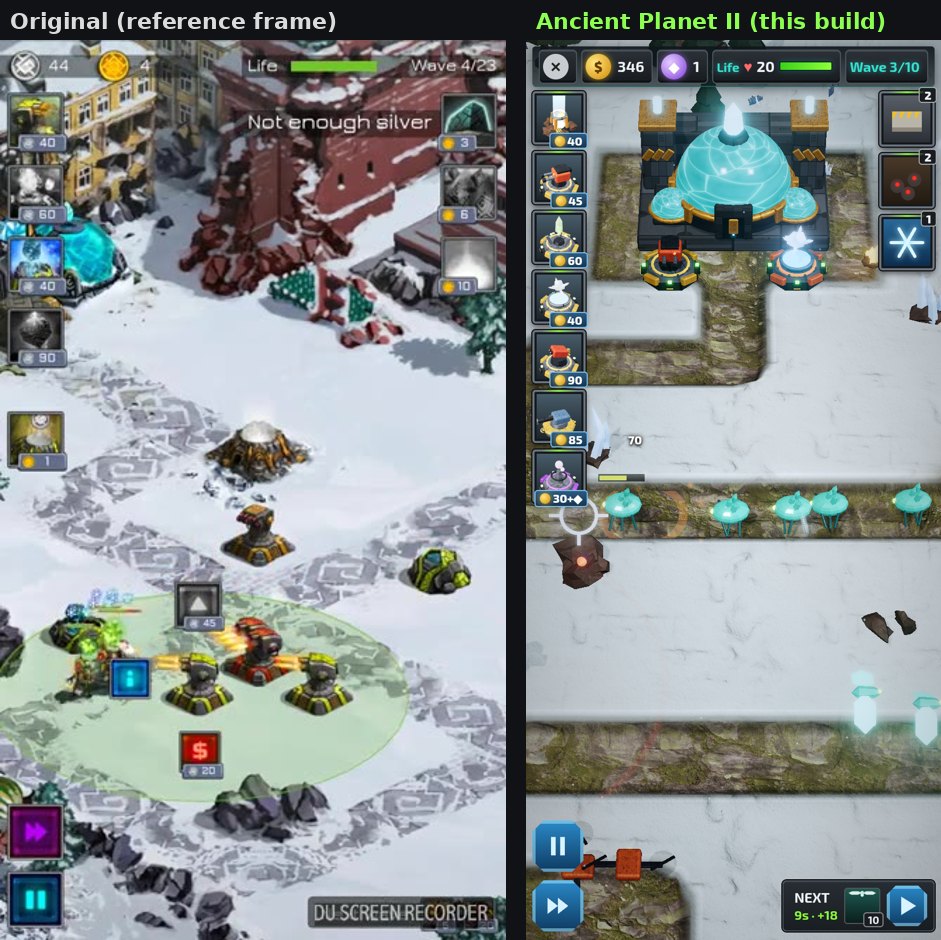 Original (reference frame)
Ancient Planet II (this build)
44
4
Life
Wave 4/23
Not enough silver
40
60
40
90
1
3
6
10
45
$
20
DU SCREEN RECORDER
$ 346
1
Life ♥ 20
Wave 3/10
40
45
60
40
90
85
30+◆
2
2
1
70
NEXT
9s · +18
10